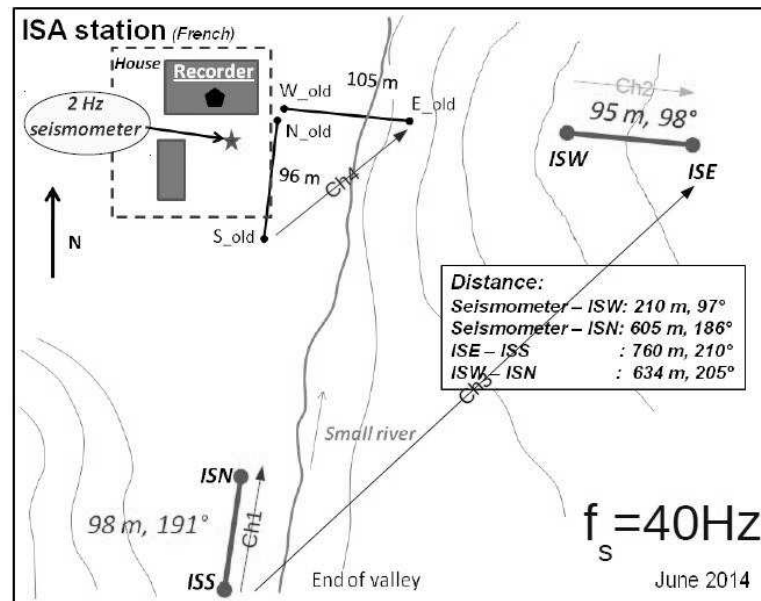 ISA station (French)
House
Recorder
2 Hz
seismometer
W_old
105 m
E_old
N_old
96 m
Ch4
S_old
N
Ch2
95 m, 98°
ISW
ISE
Distance:
Seismometer – ISW: 210 m, 97°
Seismometer – ISN: 605 m, 186°
ISE – ISS : 760 m, 210°
ISW – ISN : 634 m, 205°
Ch3
Small river
ISN
98 m, 191°
Ch1
ISS
End of valley
fs=40Hz
June 2014